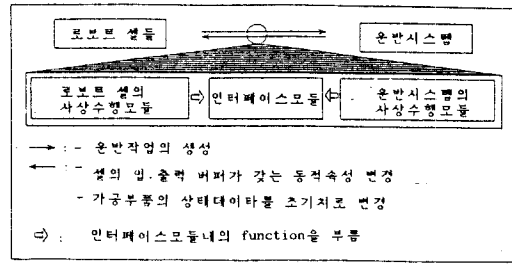 로보트 셀들
운반시스템
로보트 셀의
사상수행모듈
인터페이스모듈
운반시스템의
사상수행모듈
: - 운반작업의 생성
- 셀의 입.출력 버퍼가 갖는 동적속성 변경
- 가공부품의 상태데이타를 초기치로 변경
: 인터페이스모듈내의 function을 부름